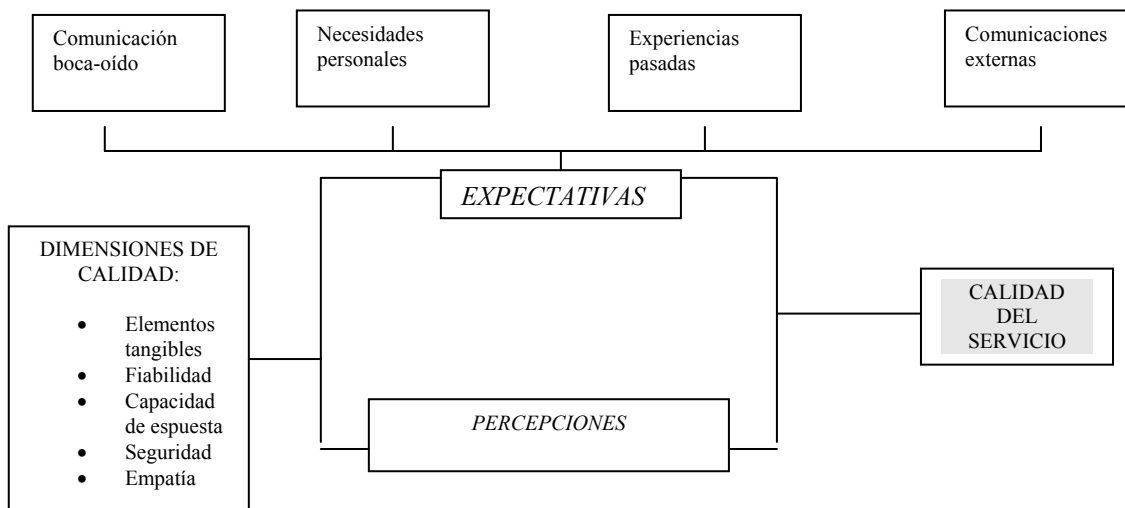 Comunicación
boca-oído
Necesidades
personales
Experiencias
pasadas
Comunicaciones
externas
EXPECTATIVAS
DIMENSIONES DE
CALIDAD:
• Elementos
tangibles
• Fiabilidad
• Capacidad
de espuesta
• Seguridad
• Empatía
CALIDAD
DEL
SERVICIO
PERCEPCIONES